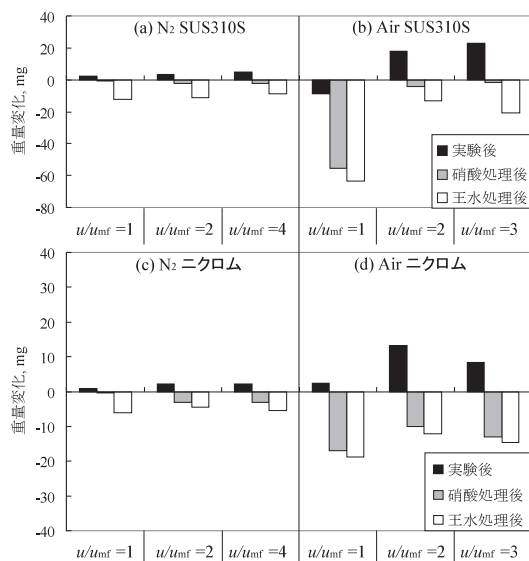 (a) N₂ SUS310S
(b) Air SUS310S
重量変化, mg
40
20
0
-20
-40
-60
-80
実験後
硝酸処理後
王水処理後
u/umf =1 u/umf =2 u/umf =4 u/umf =1 u/umf =2 u/umf =3
(c) N₂ ニクロム
(d) Air ニクロム
重量変化, mg
40
30
20
10
0
-10
-20
-30
-40
実験後
硝酸処理後
王水処理後
u/umf =1 u/umf =2 u/umf =4 u/umf =1 u/umf =2 u/umf =3